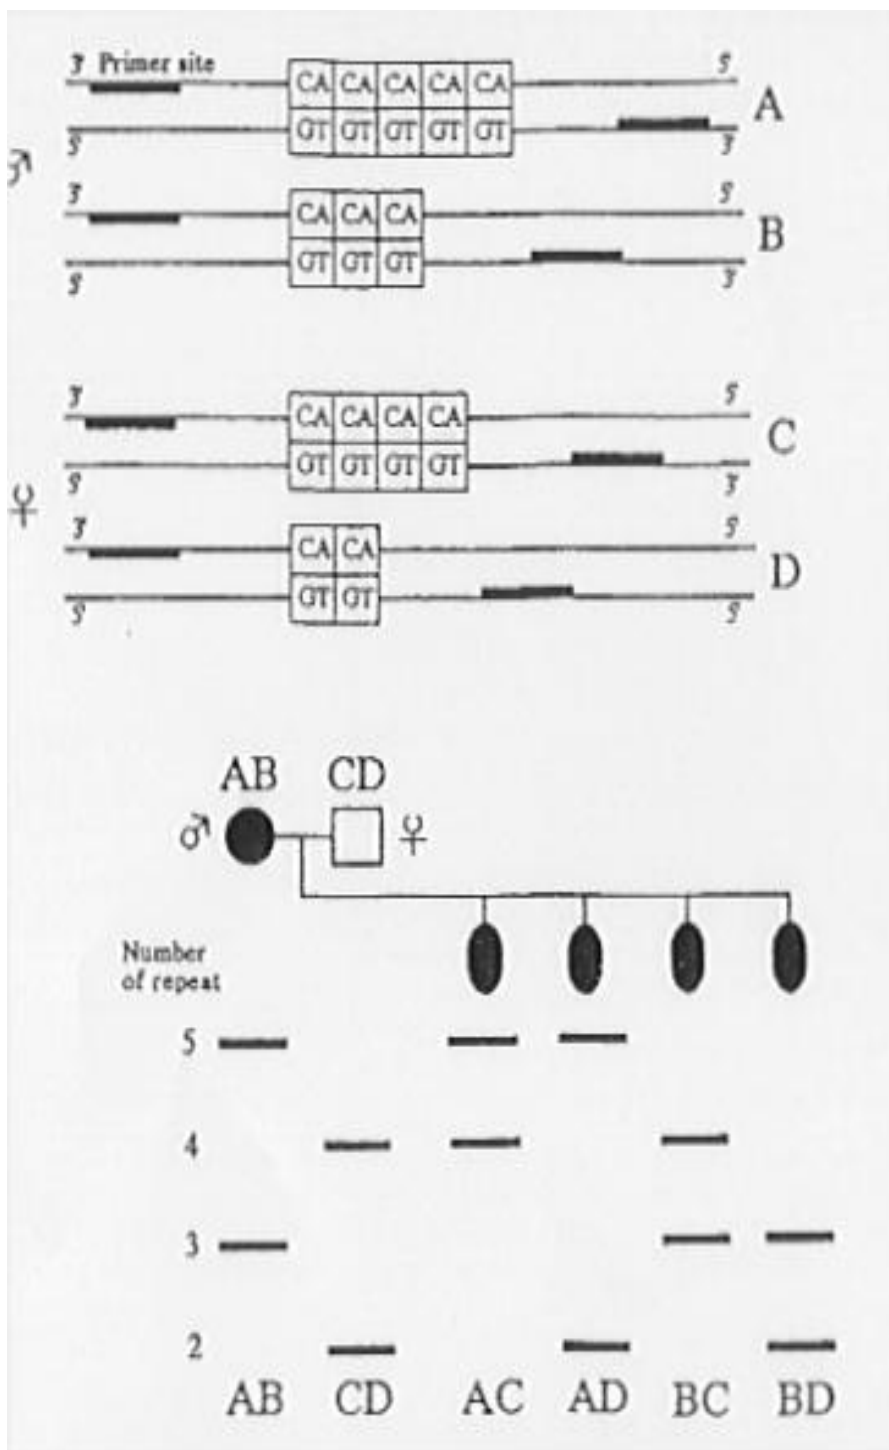 3' Primer site 5'
CA CA CA CA CA
A
GT GT GT GT GT
5' 3'
♂
3' 5'
CA CA CA
B
GT GT GT
5' 3'
3' 5'
CA CA CA CA
C
GT GT GT GT
5' 3'
♀
3' 5'
CA CA
D
GT GT
5' 5'
AB CD
♂ ♀
Number
of repeat
5
4
3
2
AB CD AC AD BC BD